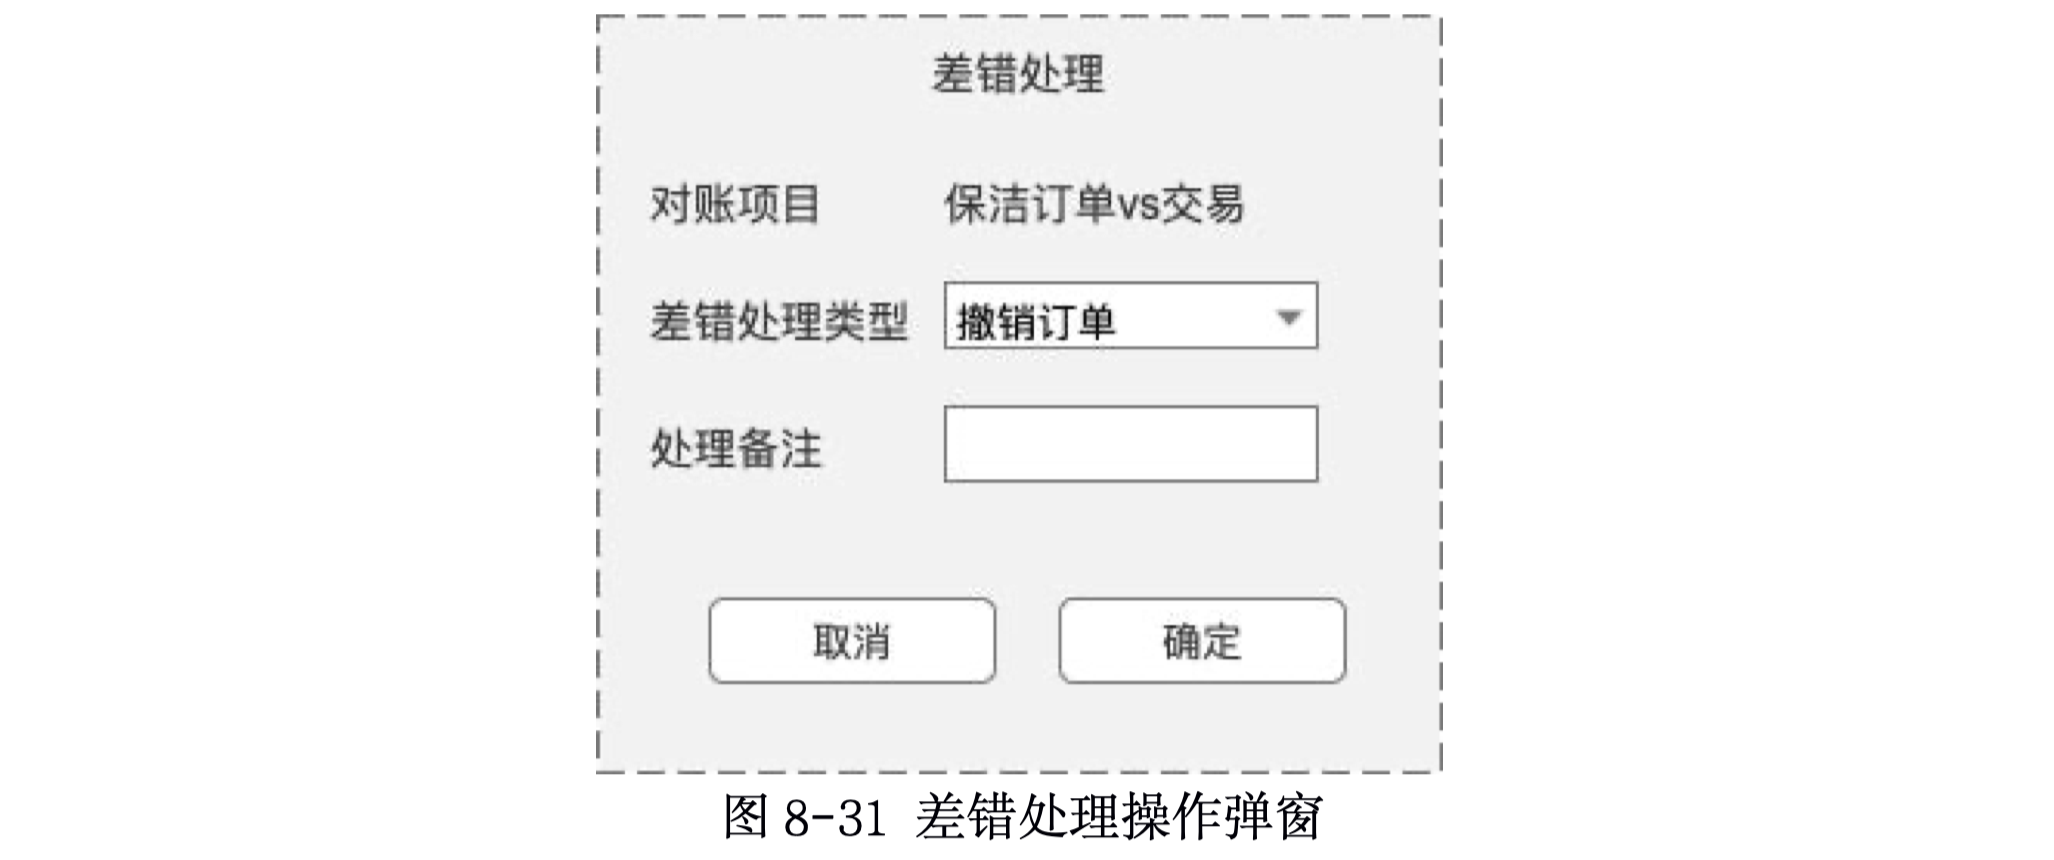 差错处理
对账项目 保洁订单vs交易
差错处理类型 撤销订单
处理备注
取消 确定
图 8-31 差错处理操作弹窗